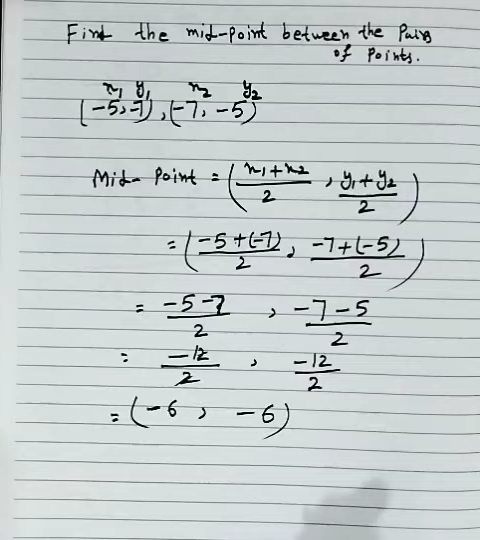 Find the mid-point between the Pairs
of Points.
x₁ y₁ x₂ y₂
(-5,-7), (-7, -5)
Mid-Point = ( x₁+x₂/2 , y₁+y₂/2 )
= ( -5+(-7)/2 , -7+(-5)/2 )
= -5-7/2 , -7-5/2
= -12/2 , -12/2
= (-6 , -6)